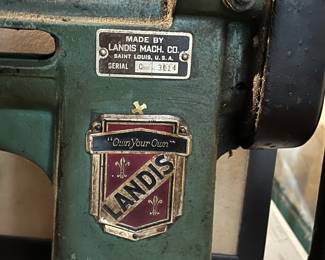 MADE BY
LANDIS MACH. CO.
SAINT LOUIS, U.S.A.
SERIAL
"Own Your Own"
LANDIS